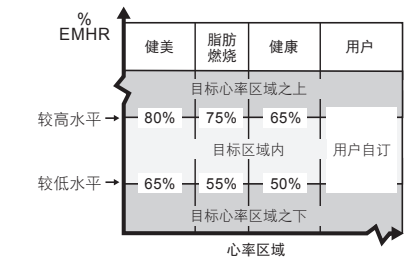 %
EMHR
健美 脂肪燃烧 健康 用户
目标心率区域之上
较高水平 80% 75% 65%
目标区域内 用户自订
较低水平 65% 55% 50%
目标心率区域之下
心率区域